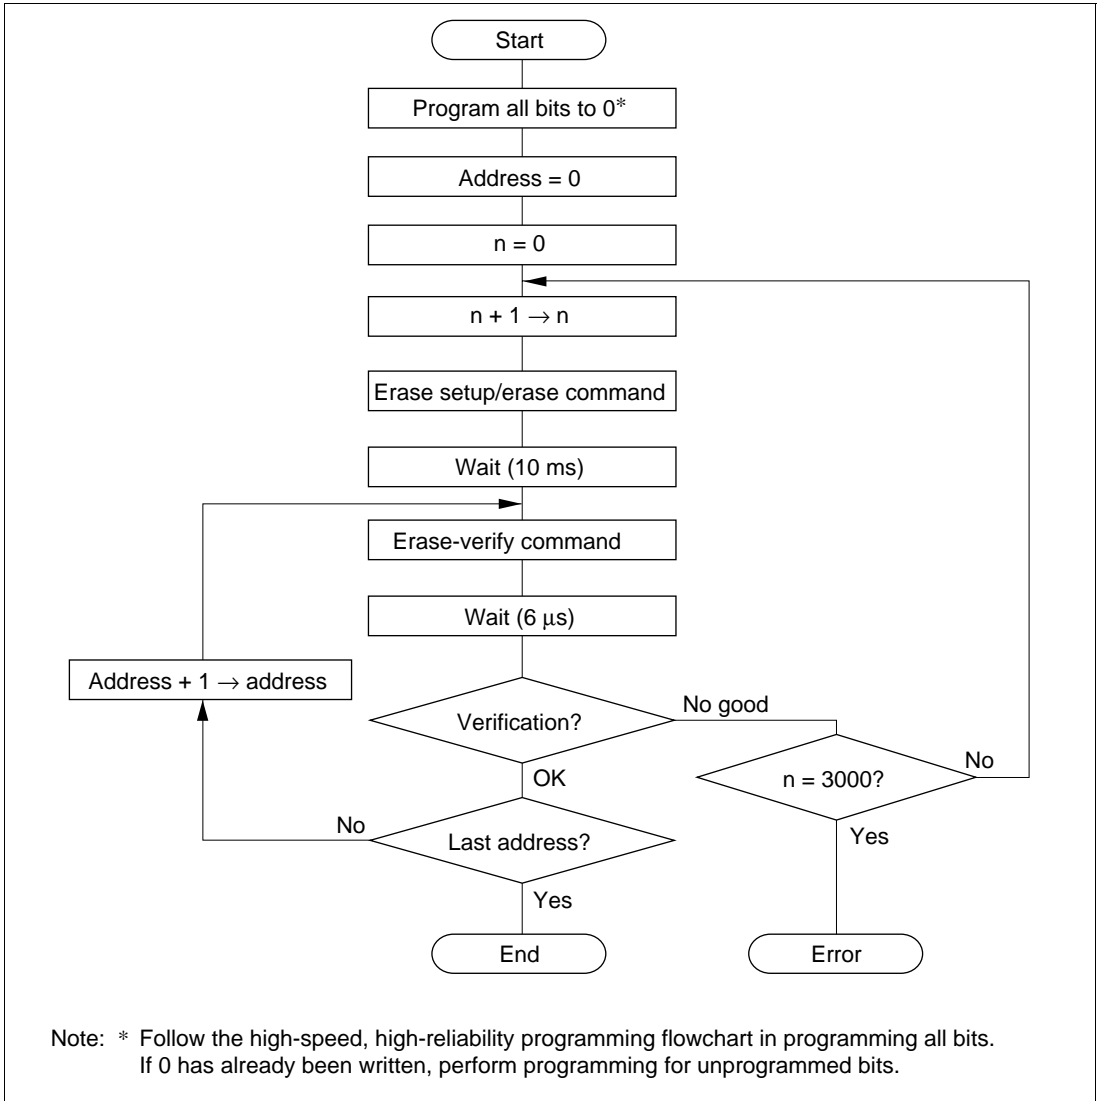 Start
Program all bits to 0*
Address = 0
n = 0
n + 1 → n
Erase setup/erase command
Wait (10 ms)
Erase-verify command
Wait (6 μs)
Address + 1 → address
Verification?
No good
OK
n = 3000?
No
Yes
Last address?
No
Yes
End
Error
Note: * Follow the high-speed, high-reliability programming flowchart in programming all bits.
If 0 has already been written, perform programming for unprogrammed bits.